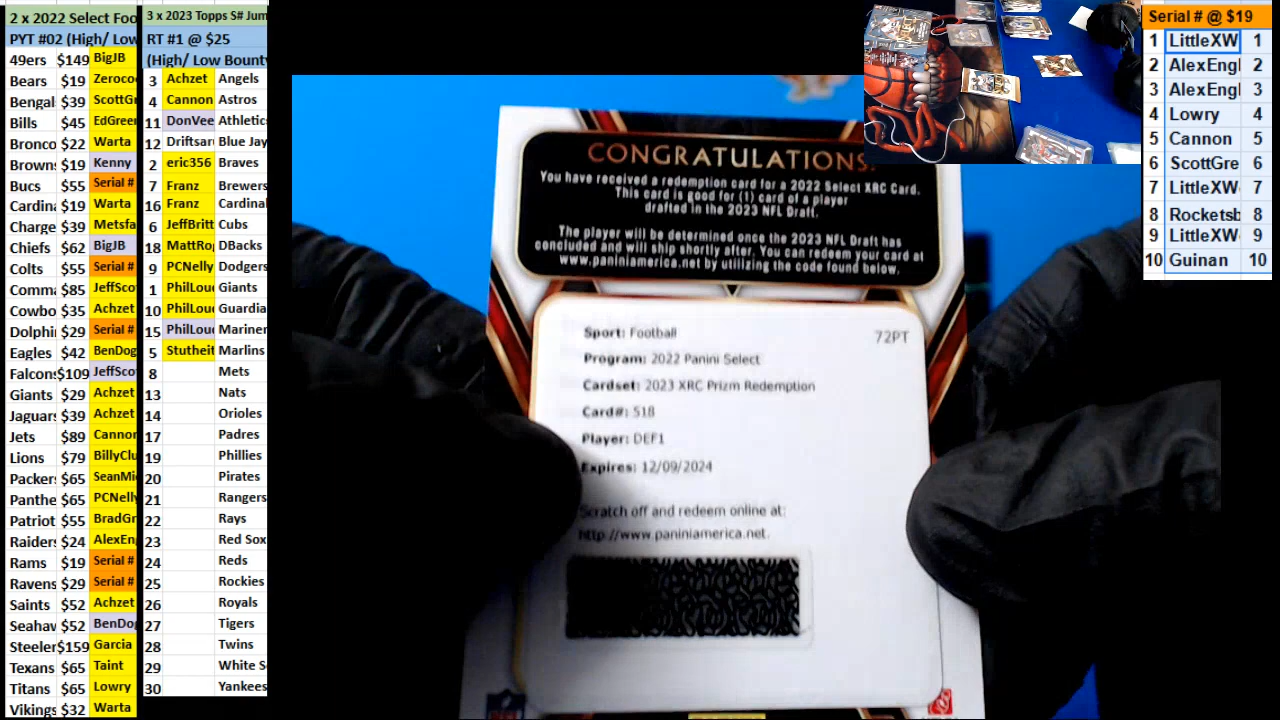 2 x 2022 Select Foo
PYT #02 (High/ Low
49ers $149 BigJB
Bears $19 Zeroco
Bengal $39 ScottGr
Bills $45 EdGree
Bronco $22 Warta
Browns $19 Kenny
Bucs $55 Serial #
Cardina $19 Warta
Charge $39 Metsfa
Chiefs $62 BigJB
Colts $55 Serial #
Comma $85 JeffSco
Cowbo $35 Achzet
Dolphi $29 Serial #
Eagles $42 BenDog
Falcons $109 JeffSco
Giants $29 Achzet
Jaguars $39 Achzet
Jets $89 Cannon
Lions $79 BillyClu
Packers $65 SeanMi
Panthe $65 PCNelly
Patriot $55 BradGr
Raiders $24 AlexEn
Rams $19 Serial #
Ravens $29 Serial #
Saints $52 Achzet
Seahaw $52 BenDog
Steeler $159 Garcia
Texans $65 Taint
Titans $65 Lowry
Vikings $32 Warta
3 x 2023 Topps S# Jum
RT #1 @ $25
(High/ Low Bounty
3 Achzet Angels
4 Cannon Astros
11 DonVee Athletic
12 Driftsar Blue Jay
2 eric356 Braves
7 Franz Brewers
16 Franz Cardinal
6 JeffBritt Cubs
18 MattRo DBacks
9 PCNelly Dodgers
1 PhilLou Giants
10 PhilLou Guardia
15 PhilLou Mariner
5 Stutheit Marlins
8 Mets
13 Nats
14 Orioles
17 Padres
19 Phillies
20 Pirates
21 Rangers
22 Rays
23 Red Sox
24 Reds
25 Rockies
26 Royals
27 Tigers
28 Twins
29 White S
30 Yankees
CONGRATULATIONS.
You have received a redemption card for a 2022 Select XRC Card.
This card is good for (1) card of a player
drafted in the 2023 NFL Draft.
The player will be determined once the 2023 NFL Draft has
concluded and will ship shortly after. You can redeem your card at
www.paniniamerica.net by utilizing the code found below.
Sport: Football 72PT
Program: 2022 Panini Select
Cardset: 2023 XRC Prizm Redemption
Card#: 518
Player: DEF1
Expires: 12/09/2024
Scratch off and redeem online at:
http://www.paniniamerica.net.
Serial # @ $19
1 LittleXW 1
2 AlexEngl 2
3 AlexEngl 3
4 Lowry 4
5 Cannon 5
6 ScottGre 6
7 LittleXW 7
8 Rocketsb 8
9 LittleXW 9
10 Guinan 10